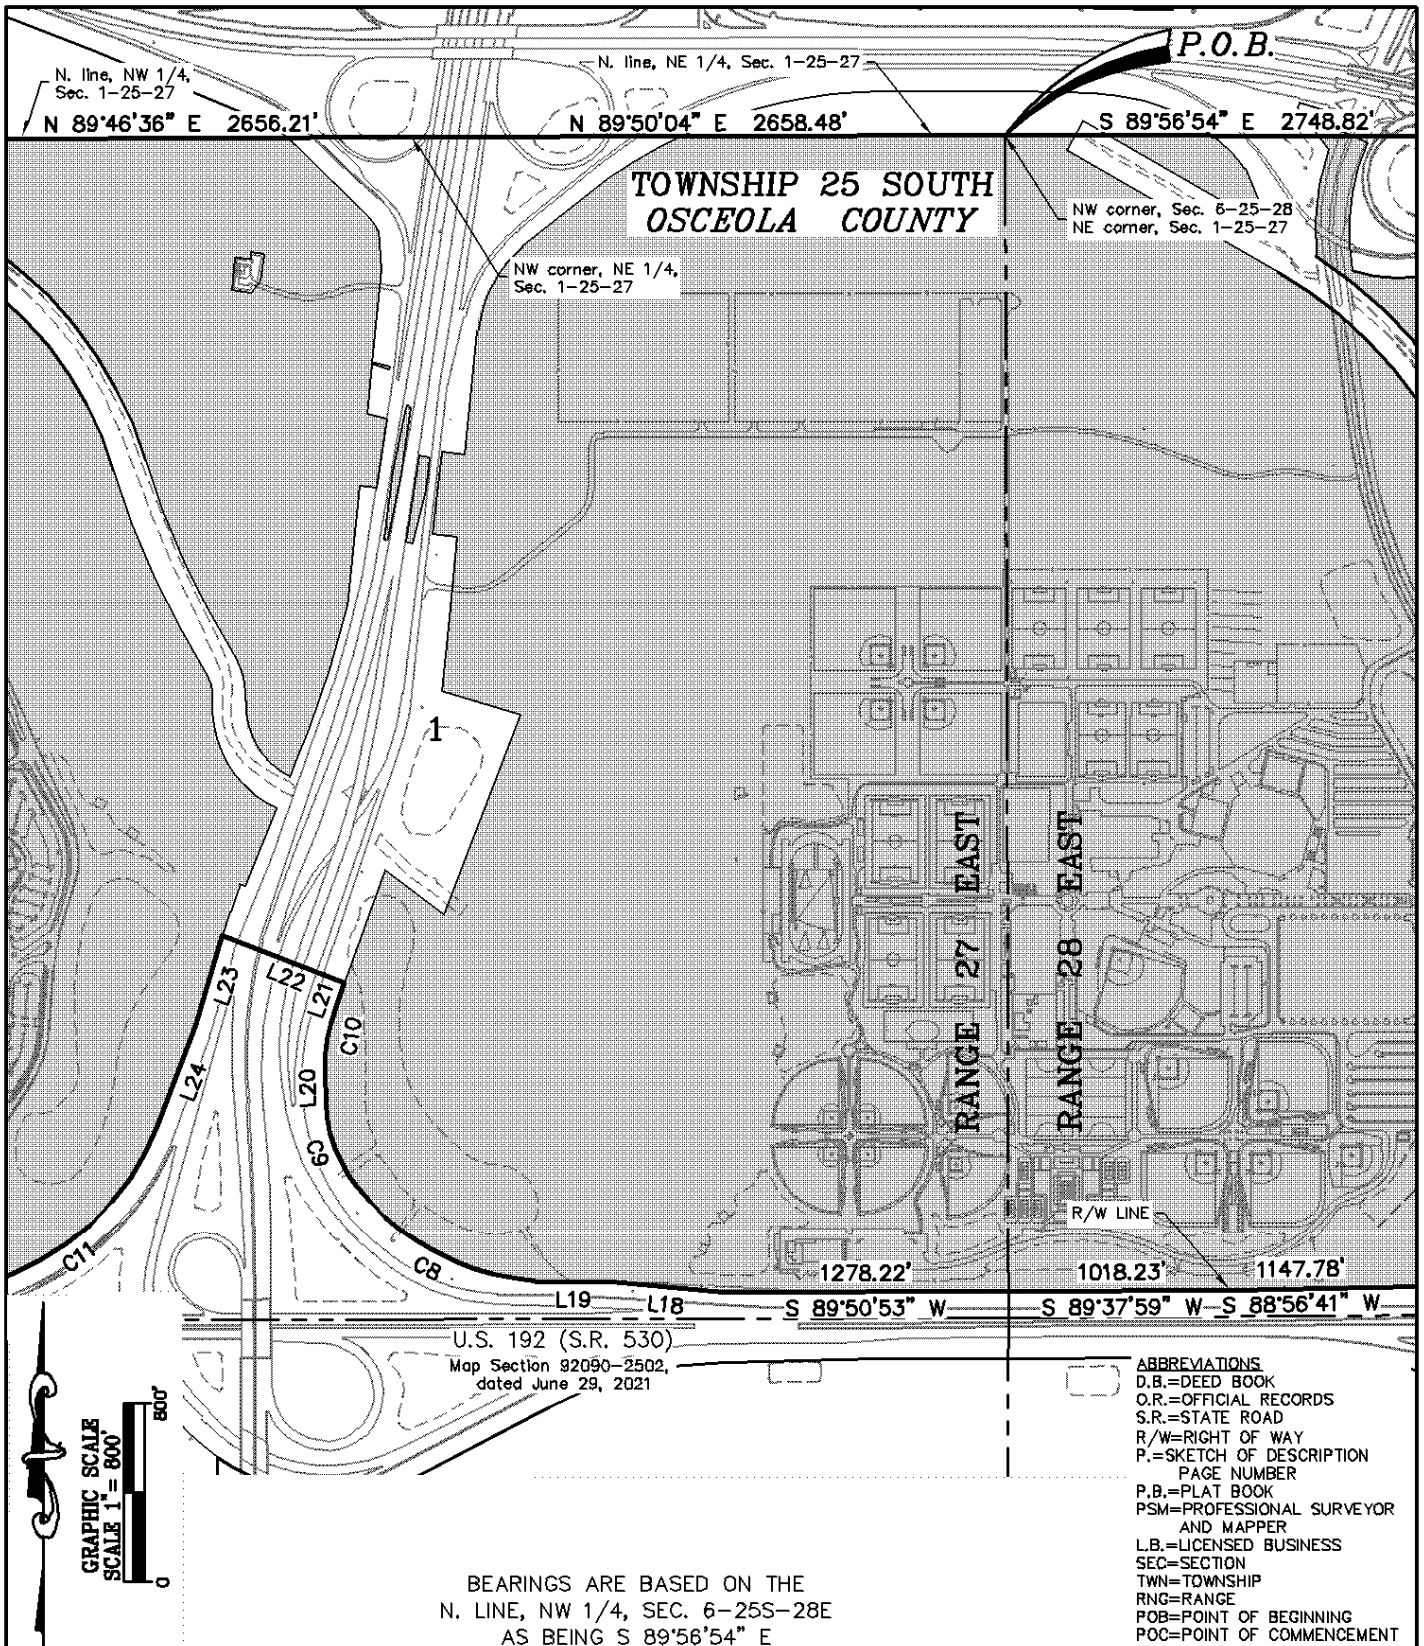 P.O.B.
N. line, NW 1/4,
Sec. 1-25-27
N. line, NE 1/4, Sec. 1-25-27
N 89°46'36" E 2656.21'
N 89°50'04" E 2658.48'
S 89°56'54" E 2748.82'
TOWNSHIP 25 SOUTH
OSCEOLA COUNTY
NW corner, Sec. 6-25-28
NE corner, Sec. 1-25-27
NW corner, NE 1/4,
Sec. 1-25-27
1
RANGE 27 EAST
RANGE 28 EAST
L23
L22
L21
C10
L24
L20
C9
C11
C8
R/W LINE
1278.22'
1018.23'
1147.78'
L19
L18
S 89°50'53" W
S 89°37'59" W
S 88°56'41" W
U.S. 192 (S.R. 530)
Map Section 92090-2502,
dated June 29, 2021
GRAPHIC SCALE
SCALE 1"= 800'
0
800'
BEARINGS ARE BASED ON THE
N. LINE, NW 1/4, SEC. 6-25S-28E
AS BEING S 89°56'54" E
ABBREVIATIONS
D.B.=DEED BOOK
O.R.=OFFICIAL RECORDS
S.R.=STATE ROAD
R/W=RIGHT OF WAY
P.=SKETCH OF DESCRIPTION
PAGE NUMBER
P.B.=PLAT BOOK
PSM=PROFESSIONAL SURVEYOR
AND MAPPER
L.B.=LICENSED BUSINESS
SEC=SECTION
TWN=TOWNSHIP
RNG=RANGE
POB=POINT OF BEGINNING
POC=POINT OF COMMENCEMENT